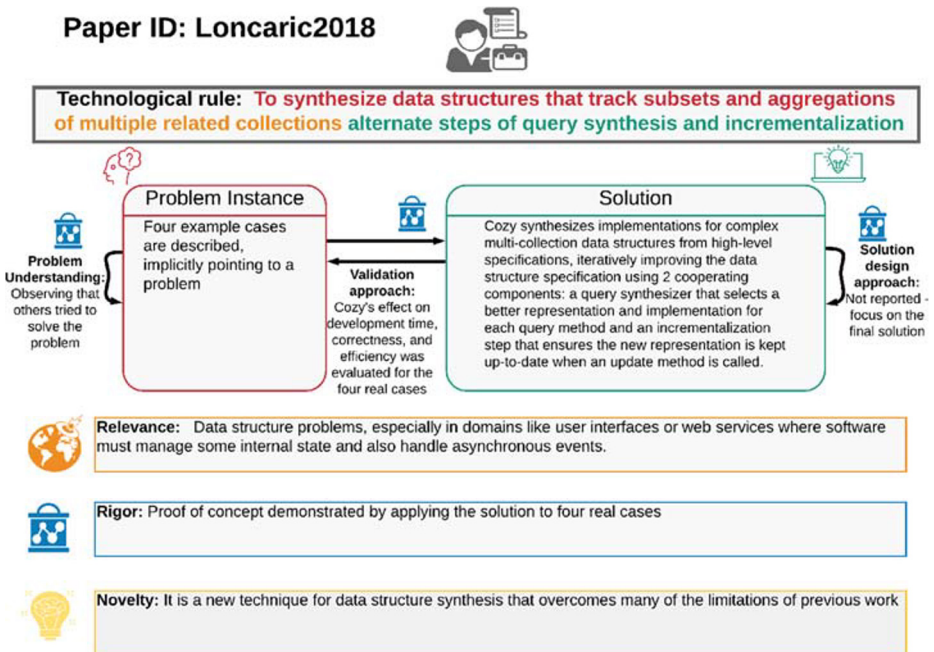 Paper ID: Loncaric2018
Technological rule: To synthesize data structures that track subsets and aggregations
of multiple related collections alternate steps of query synthesis and incrementalization
Problem Understanding:
Observing that
others tried to
solve the
problem
Problem Instance
Four example cases
are described,
implicitly pointing to a
problem
Validation
approach:
Cozy's effect on
development time,
correctness, and
efficiency was
evaluated for the
four real cases
Solution
Cozy synthesizes implementations for complex
multi-collection data structures from high-level
specifications, iteratively improving the data
structure specification using 2 cooperating
components: a query synthesizer that selects a
better representation and implementation for
each query method and an incrementalization
step that ensures the new representation is kept
up-to-date when an update method is called.
Solution
design
approach:
Not reported -
focus on the
final solution
Relevance: Data structure problems, especially in domains like user interfaces or web services where software
must manage some internal state and also handle asynchronous events.
Rigor: Proof of concept demonstrated by applying the solution to four real cases
Novelty: It is a new technique for data structure synthesis that overcomes many of the limitations of previous work